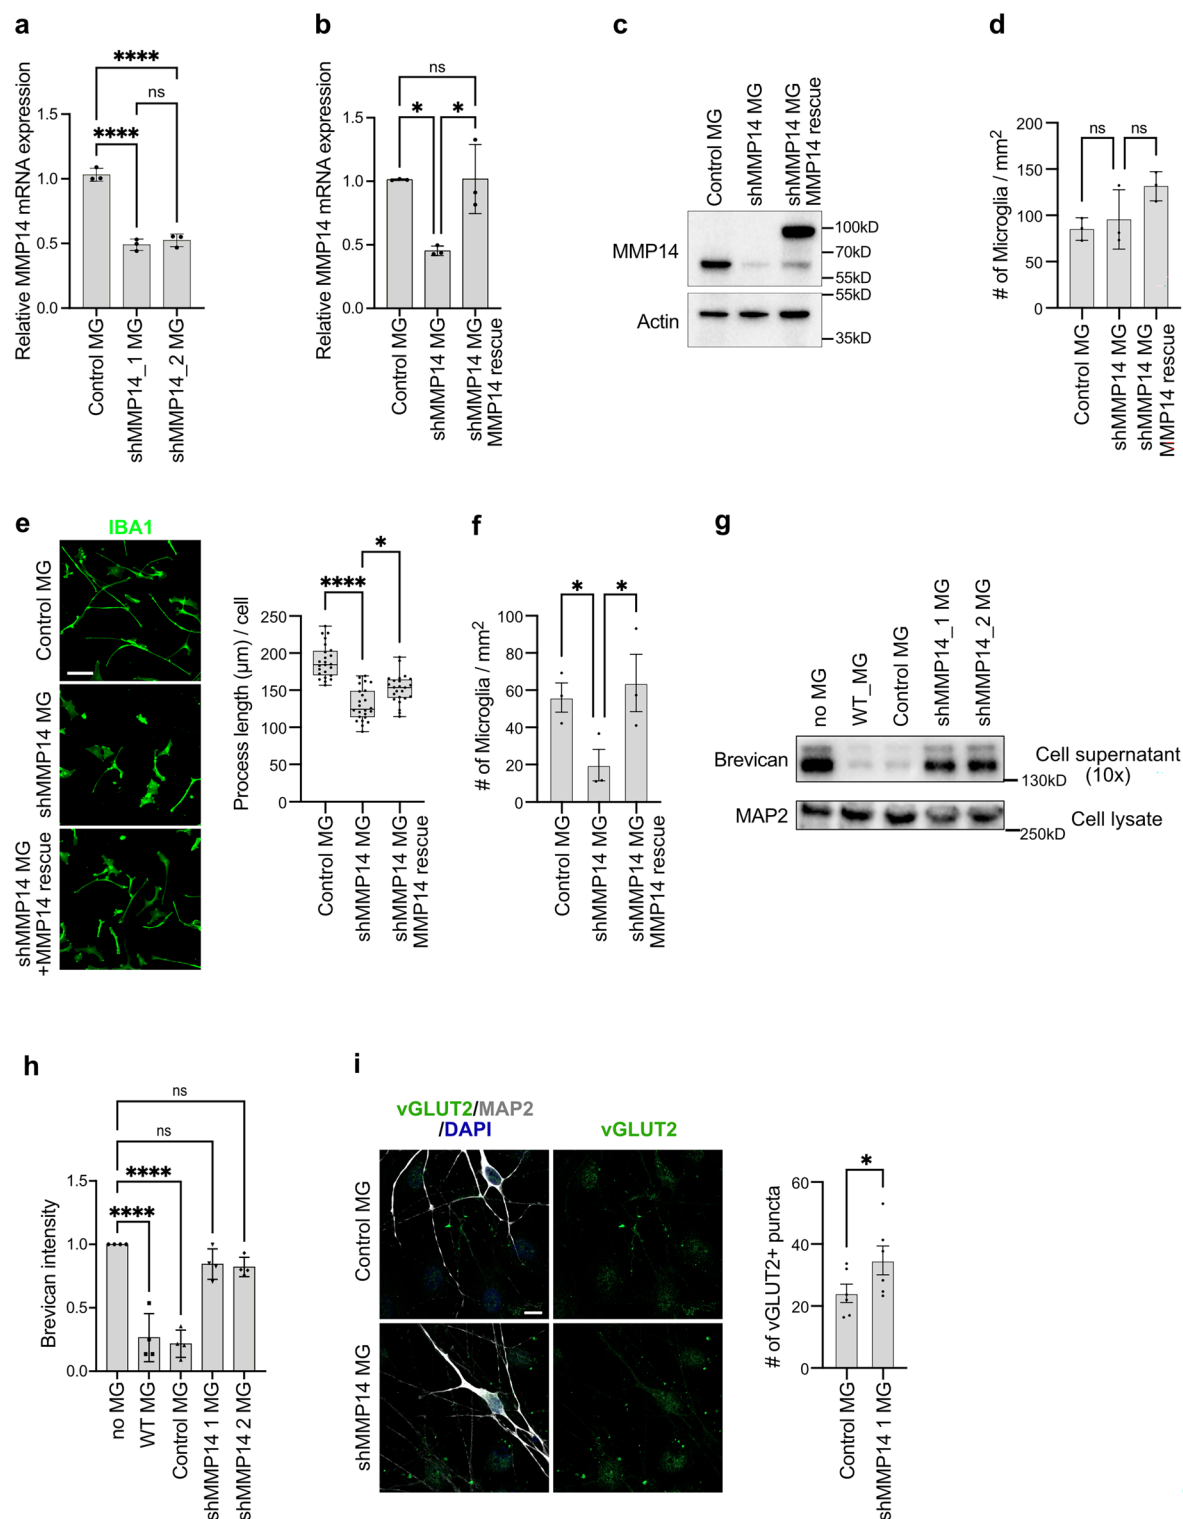 a
Relative MMP14 mRNA expression
1.5
1.0
0.5
0.0
****
ns
****
Control MG
shMMP14_1 MG
shMMP14_2 MG
b
Relative MMP14 mRNA expression
1.5
1.0
0.5
0.0
ns
*
*
Control MG
shMMP14 MG
shMMP14 MG
MMP14 rescue
c
Control MG
shMMP14 MG
shMMP14 MG
MMP14 rescue
MMP14
100kD
70kD
55kD
55kD
Actin
35kD
d
# of Microglia / mm2
200
150
100
50
0
ns
ns
Control MG
shMMP14 MG
shMMP14 MG
MMP14 rescue
e
IBA1
Control MG
shMMP14 MG
shMMP14 MG
+MMP14 rescue
Process length (µm) / cell
250
200
150
100
50
0
*
****
Control MG
shMMP14 MG
shMMP14 MG
MMP14 rescue
f
# of Microglia / mm2
100
80
60
40
20
0
*
*
Control MG
shMMP14 MG
shMMP14 MG
MMP14 rescue
g
no MG
WT_MG
Control MG
shMMP14_1 MG
shMMP14_2 MG
Brevican
Cell supernatant
(10x)
130kD
MAP2
Cell lysate
250kD
h
Brevican intensity
1.5
1.0
0.5
0.0
ns
ns
****
****
no MG
WT MG
Control MG
shMMP14 1 MG
shMMP14 2 MG
i
vGLUT2/MAP2
/DAPI
vGLUT2
Control MG
shMMP14 MG
# of vGLUT2+ puncta
60
40
20
0
*
Control MG
shMMP14 1 MG